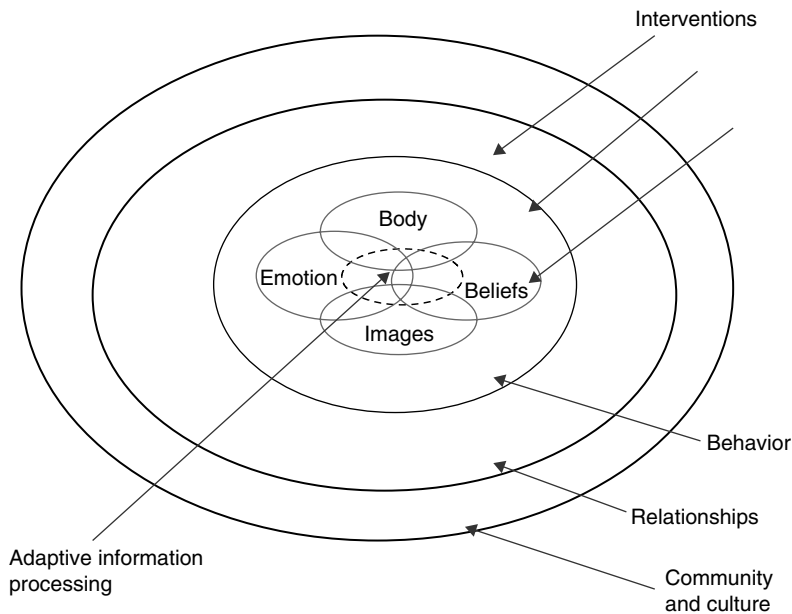 Interventions
Body
Emotion
Beliefs
Images
Behavior
Relationships
Adaptive information
processing
Community
and culture